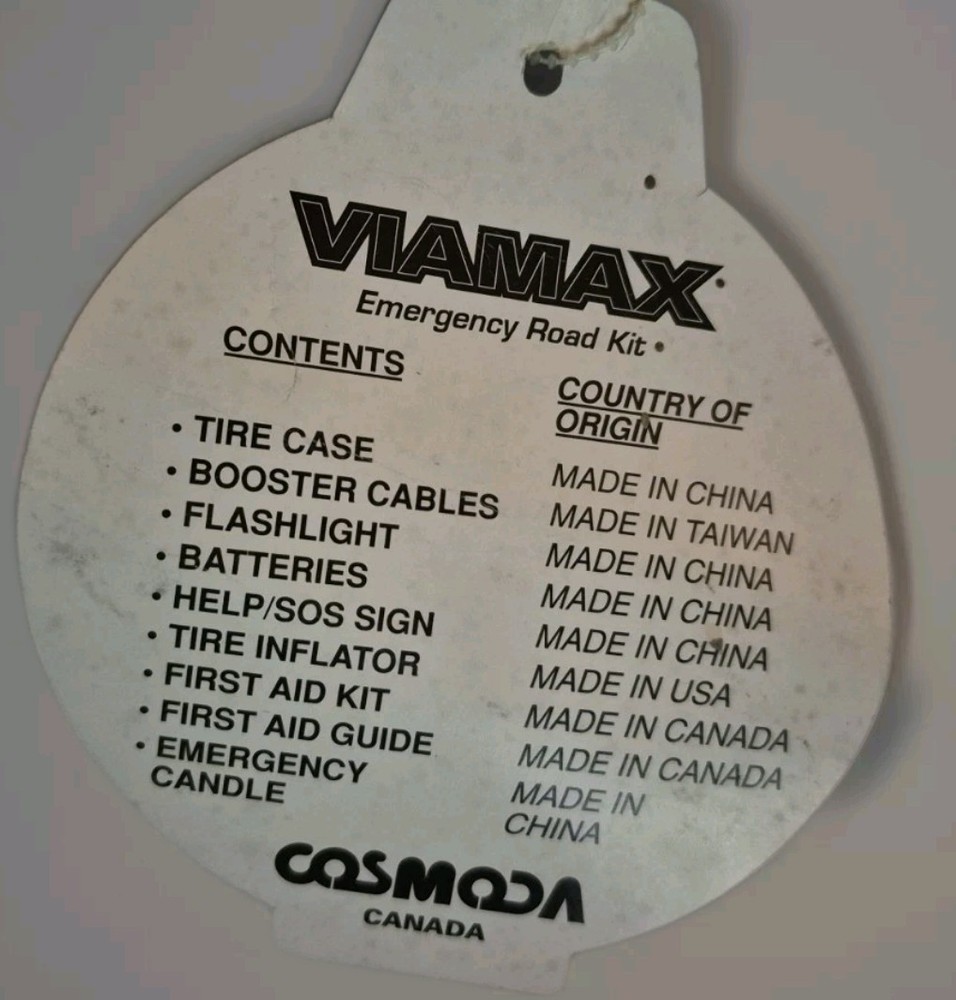 VIAMAX
Emergency Road Kit
CONTENTS
COUNTRY OF
ORIGIN
• TIRE CASE MADE IN CHINA
• BOOSTER CABLES MADE IN TAIWAN
• FLASHLIGHT MADE IN CHINA
• BATTERIES MADE IN CHINA
• HELP/SOS SIGN MADE IN CHINA
• TIRE INFLATOR MADE IN USA
• FIRST AID KIT MADE IN CANADA
• FIRST AID GUIDE MADE IN CANADA
• EMERGENCY MADE IN
CANDLE CHINA
COSMODA
CANADA